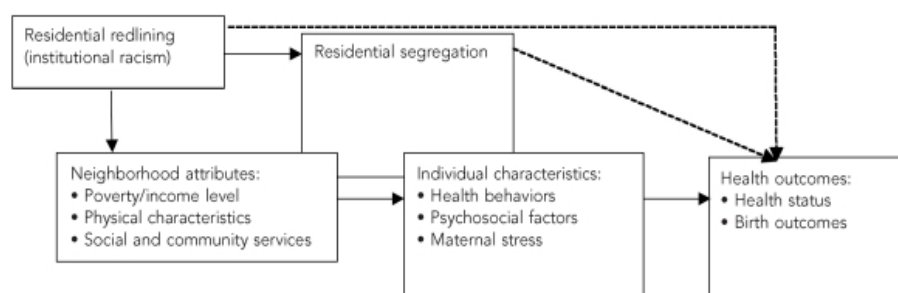 Residential redlining
(institutional racism)
Residential segregation
Neighborhood attributes:
• Poverty/income level
• Physical characteristics
• Social and community services
Individual characteristics:
• Health behaviors
• Psychosocial factors
• Maternal stress
Health outcomes:
• Health status
• Birth outcomes